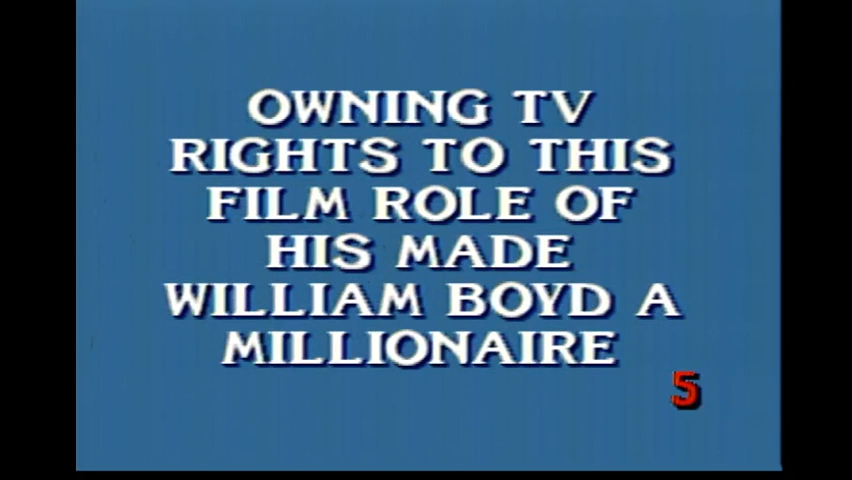 OWNING TV
RIGHTS TO THIS
FILM ROLE OF
HIS MADE
WILLIAM BOYD A
MILLIONAIRE
5